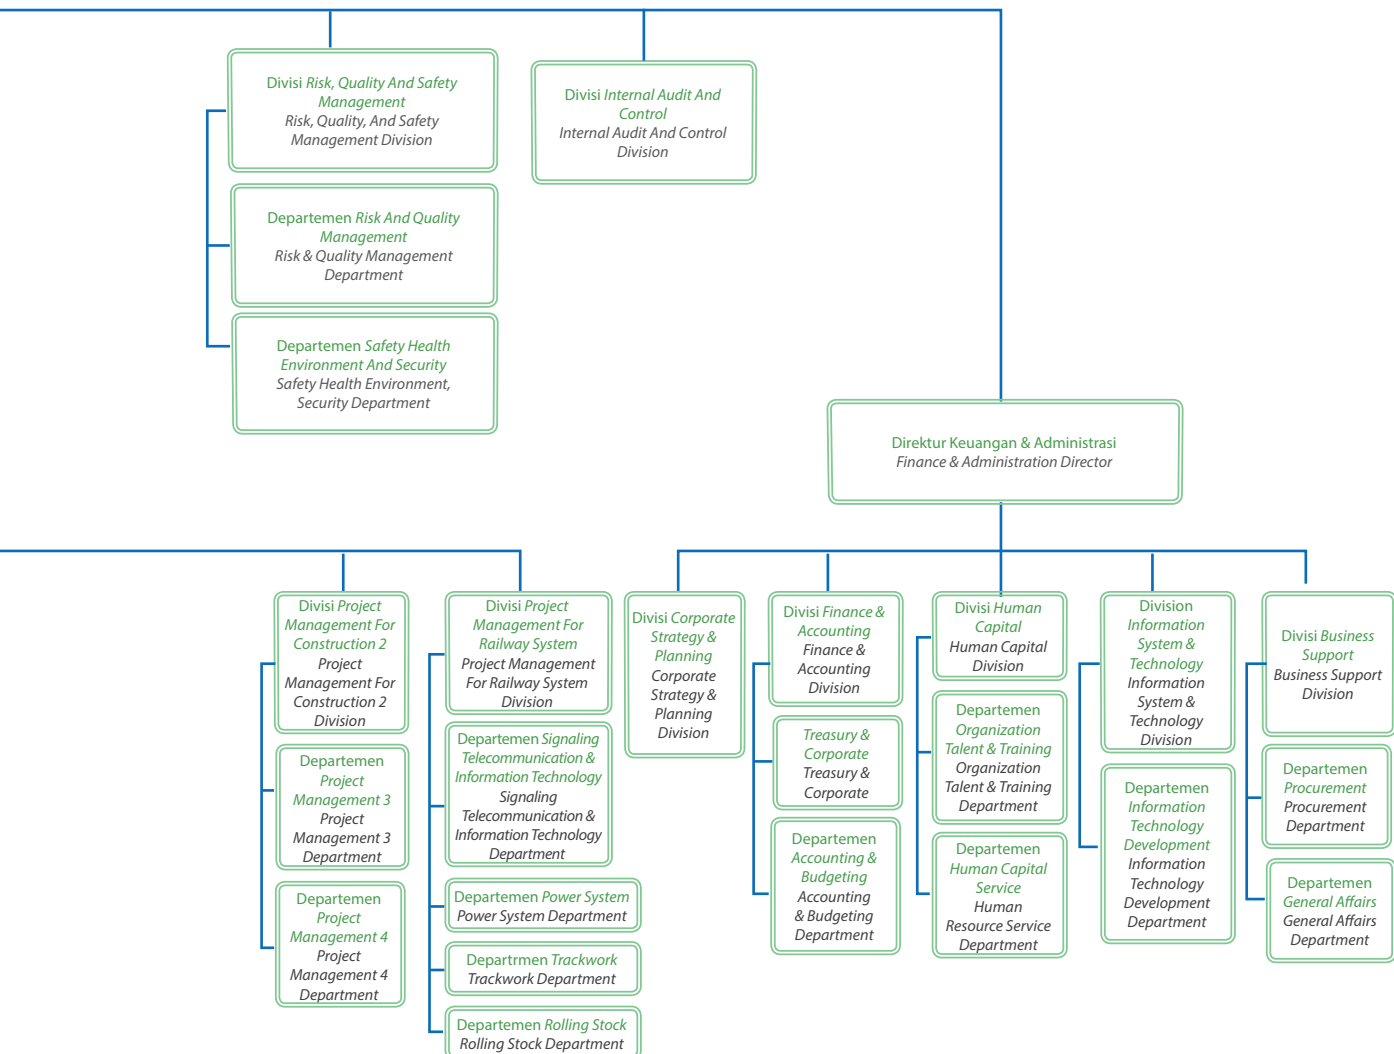 Divisi Risk, Quality And Safety
Management
Risk, Quality, And Safety
Management Division
Divisi Internal Audit And
Control
Internal Audit And Control
Division
Departemen Risk And Quality
Management
Risk & Quality Management
Department
Departemen Safety Health
Environment And Security
Safety Health Environment,
Security Department
Direktur Keuangan & Administrasi
Finance & Administration Director
Divisi Project
Management For
Construction 2
Project
Management For
Construction 2
Division
Departemen
Project
Management 3
Project
Management 3
Department
Departemen
Project
Management 4
Project
Management 4
Department
Divisi Project
Management For
Railway System
Project Management
For Railway System
Division
Departemen Signaling
Telecommunication &
Information Technology
Signaling
Telecommunication &
Information Technology
Department
Departemen Power System
Power System Department
Departrmen Trackwork
Trackwork Department
Departemen Rolling Stock
Rolling Stock Department
Divisi Corporate
Strategy &
Planning
Corporate
Strategy &
Planning
Division
Divisi Finance &
Accounting
Finance &
Accounting
Division
Treasury &
Corporate
Treasury &
Corporate
Departemen
Accounting &
Budgeting
Accounting
& Budgeting
Department
Divisi Human
Capital
Human Capital
Division
Departemen
Organization
Talent & Training
Organization
Talent & Training
Department
Departemen
Human Capital
Service
Human
Resource Service
Department
Division
Information
System &
Technology
Information
System &
Technology
Division
Departemen
Information
Technology
Development
Information
Technology
Development
Department
Divisi Business
Support
Business Support
Division
Departemen
Procurement
Procurement
Department
Departemen
General Affairs
General Affairs
Department